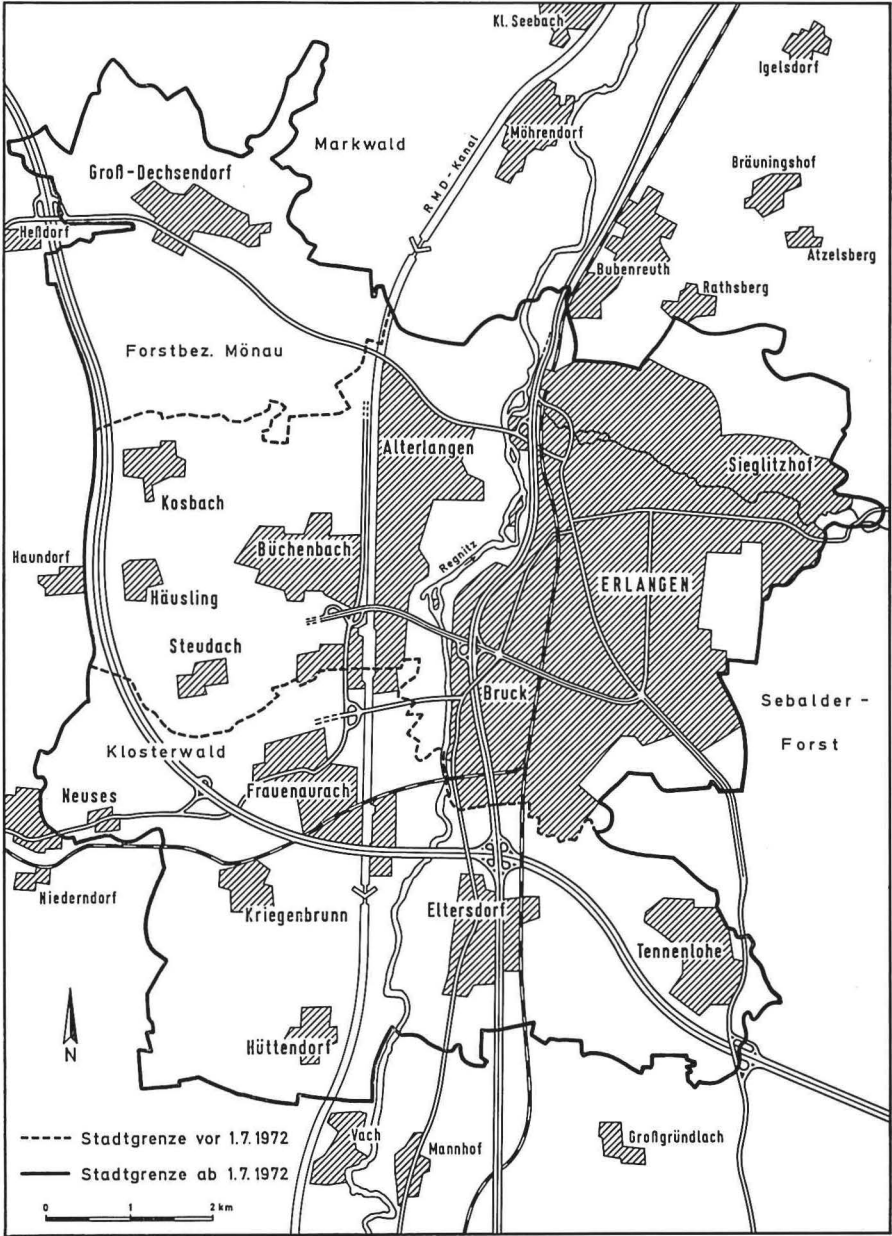 Kl. Seebach
Igelsdorf
Möhrendorf
Markwald
RMD-Kanal
Bräuningshof
Groß-Dechsendorf
Heßdorf
Atzelsberg
Bubenreuth
Rathsberg
Forstbez. Mönau
Alterlangen
Sieglitzhof
Kosbach
Büchenbach
Regnitz
Haundorf
Häusling
ERLANGEN
Steudach
Bruck
Sebalder-
Forst
Klosterwald
Frauenaurach
Neuses
Niederndorf
Kriegenbrunn
Eltersdorf
Tennenlohe
N
Hüttendorf
Vach
Mannhof
Großgründlach
Stadtgrenze vor 1.7.1972
Stadtgrenze ab 1.7.1972
0 1 2 km